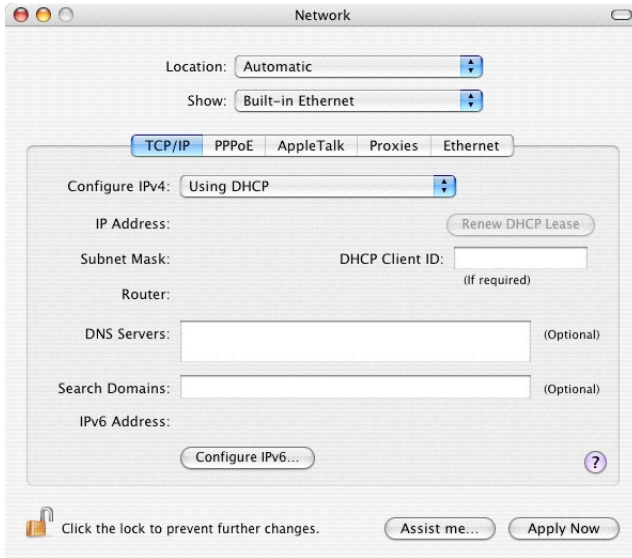 Network
Location: Automatic
Show: Built-in Ethernet
TCP/IP PPPoE AppleTalk Proxies Ethernet
Configure IPv4: Using DHCP
IP Address: Renew DHCP Lease
Subnet Mask: DHCP Client ID:
(If required)
Router:
DNS Servers: (Optional)
Search Domains: (Optional)
IPv6 Address:
Configure IPv6...
?
Click the lock to prevent further changes. Assist me... Apply Now